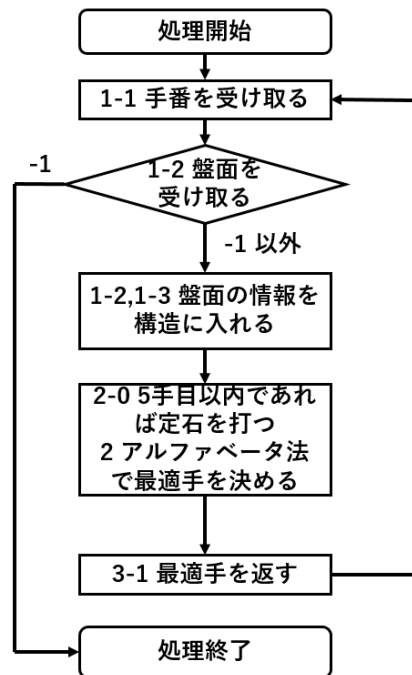 処理開始
1-1 手番を受け取る
-1
1-2 盤面を
受け取る
-1 以外
1-2,1-3 盤面の情報を
構造に入れる
2-0 5手目以内であれ
ば定石を打つ
2 アルファベータ法
で最適手を決める
3-1 最適手を返す
処理終了